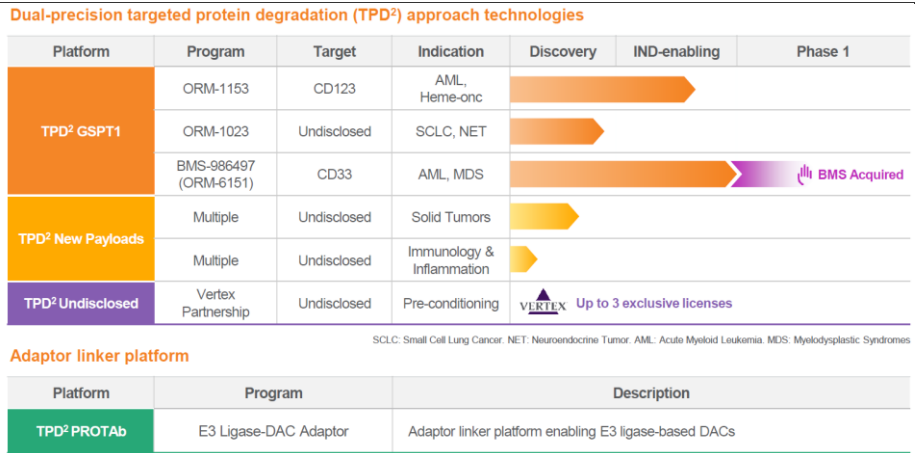 Dual-precision targeted protein degradation (TPD²) approach technologies
Platform Program Target Indication Discovery IND-enabling Phase 1
TPD² GSPT1
ORM-1153 CD123 AML,
Heme-onc
ORM-1023 Undisclosed SCLC, NET
BMS-986497
(ORM-6151) CD33 AML, MDS BMS Acquired
TPD² New Payloads
Multiple Undisclosed Solid Tumors
Multiple Undisclosed Immunology &
Inflammation
TPD² Undisclosed Vertex
Partnership Undisclosed Pre-conditioning VERTEX Up to 3 exclusive licenses
SCLC: Small Cell Lung Cancer. NET: Neuroendocrine Tumor. AML: Acute Myeloid Leukemia. MDS: Myelodysplastic Syndromes
Adaptor linker platform
Platform Program Description
TPD² PROTAb E3 Ligase-DAC Adaptor Adaptor linker platform enabling E3 ligase-based DACs